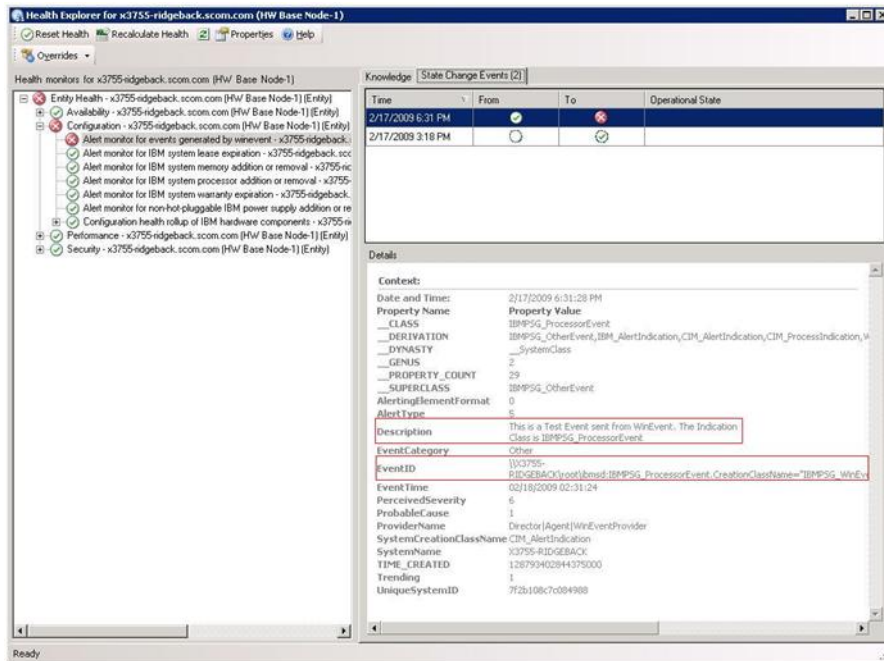 Health Explorer for x3755-ridgeback.scom.com (HW Base Node-1)
Reset Health Recalculate Health Properties Help
Overrides
Health monitors for x3755-ridgeback.scom.com (HW Base Node-1)
Entity Health - x3755-ridgeback.scom.com (HW Base Node-1) (Entity)
Availability - x3755-ridgeback.scom.com (HW Base Node-1) (Entity)
Configuration - x3755-ridgeback.scom.com (HW Base Node-1) (Entity)
Alert monitor for events generated by winevent - x3755-ridgeback.
Alert monitor for IBM system lease expiration - x3755-ridgeback.scc
Alert monitor for IBM system memory addition or removal - x3755-ric
Alert monitor for IBM system processor addition or removal - x3755-
Alert monitor for IBM system warranty expiration - x3755-ridgeback.
Alert monitor for non-hot-pluggable IBM power supply addition or re
Configuration health rollup of IBM hardware components - x3755-ri
Performance - x3755-ridgeback.scom.com (HW Base Node-1) (Entity)
Security - x3755-ridgeback.scom.com (HW Base Node-1) (Entity)
Knowledge State Change Events (2)
Time From To Operational State
2/17/2009 6:31 PM
2/17/2009 3:18 PM
Details
Context:
Date and Time: 2/17/2009 6:31:28 PM
Property Name Property Value
__CLASS IBMPSG_ProcessorEvent
__DERIVATION IBMPSG_OtherEvent,IBM_AlertIndication,CIM_AlertIndication,CIM_ProcessIndication,W
__DYNASTY __SystemClass
__GENUS 2
__PROPERTY_COUNT 29
__SUPERCLASS IBMPSG_OtherEvent
AlertingElementFormat 0
AlertType 5
Description This is a Test Event sent from WinEvent. The Indication
Class is IBMPSG_ProcessorEvent
EventCategory Other
EventID \\X3755-
RIDGEBACK\root\ibmsd:IBMPSG_ProcessorEvent.CreationClassName="IBMPSG_WinEv
EventTime 02/18/2009 02:31:24
PerceivedSeverity 6
ProbableCause 1
ProviderName Director|Agent|WinEventProvider
SystemCreationClassName CIM_AlertIndication
SystemName X3755-RIDGEBACK
TIME_CREATED 128793402844375000
Trending 1
UniqueSystemID 7f2b108c7c084988
Ready